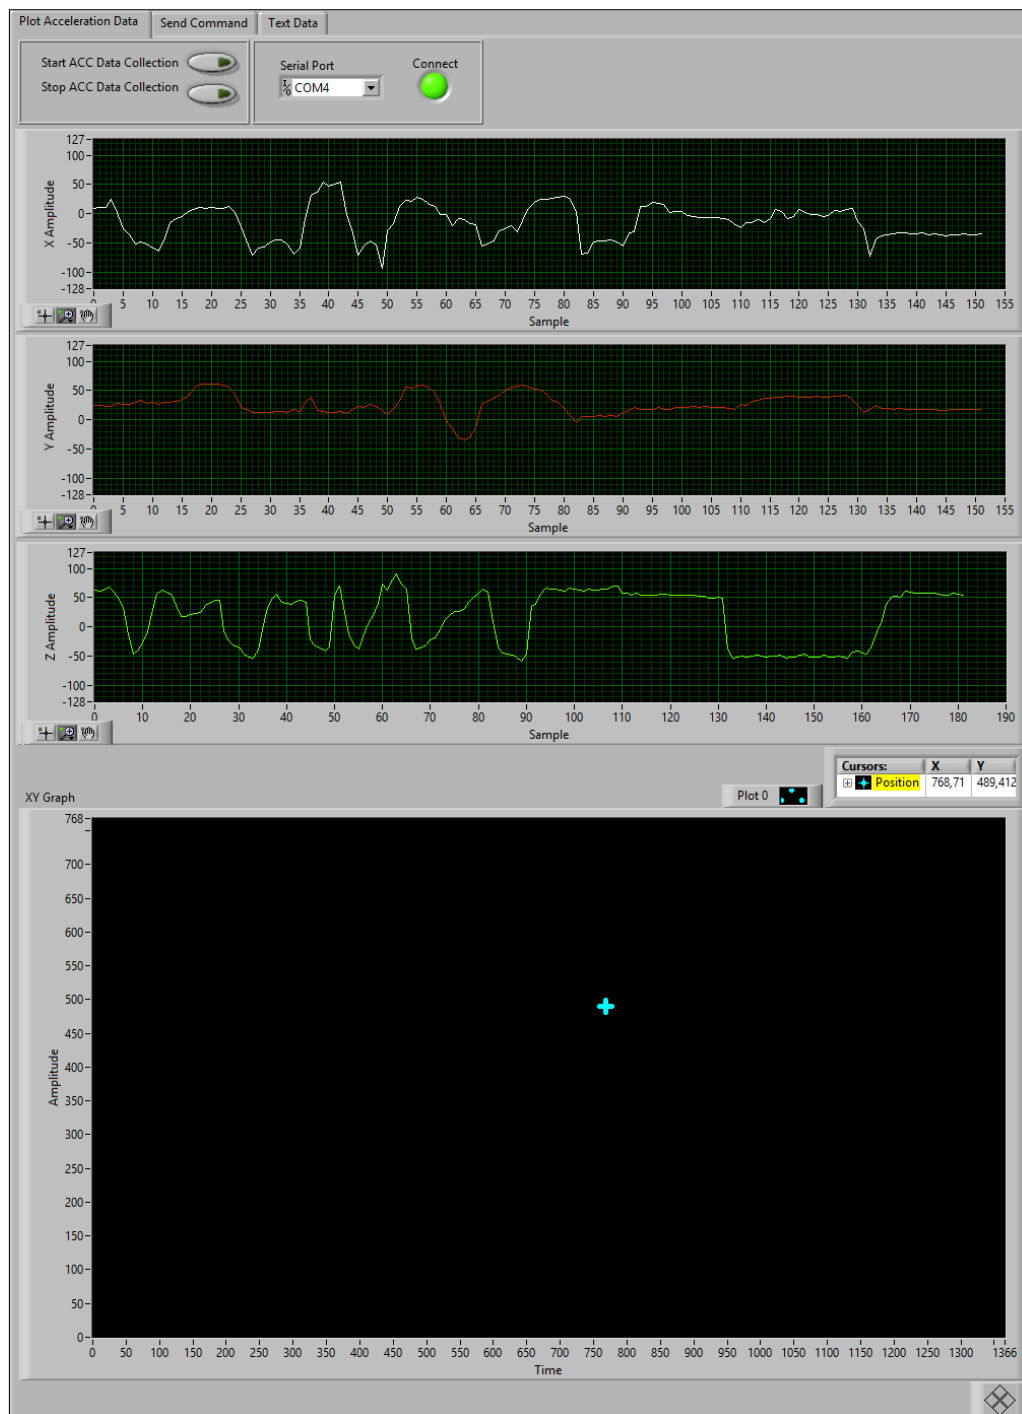 Plot Acceleration Data Send Command Text Data
Start ACC Data Collection
Stop ACC Data Collection
Serial Port
COM4
Connect
127
100
50
0
-50
-100
-128
X Amplitude
0 5 10 15 20 25 30 35 40 45 50 55 60 65 70 75 80 85 90 95 100 105 110 115 120 125 130 135 140 145 150 155
Sample
127
100
50
0
-50
-100
-128
Y Amplitude
0 5 10 15 20 25 30 35 40 45 50 55 60 65 70 75 80 85 90 95 100 105 110 115 120 125 130 135 140 145 150 155
Sample
127
100
50
0
-50
-100
-128
Z Amplitude
0 10 20 30 40 50 60 70 80 90 100 110 120 130 140 150 160 170 180 190
Sample
Cursors: X Y
Position 768,71 489,412
XY Graph
Plot 0
768
700
650
600
550
500
450
400
350
300
250
200
150
100
50
0
Amplitude
0 50 100 150 200 250 300 350 400 450 500 550 600 650 700 750 800 850 900 950 1000 1050 1100 1150 1200 1250 1300 1366
Time